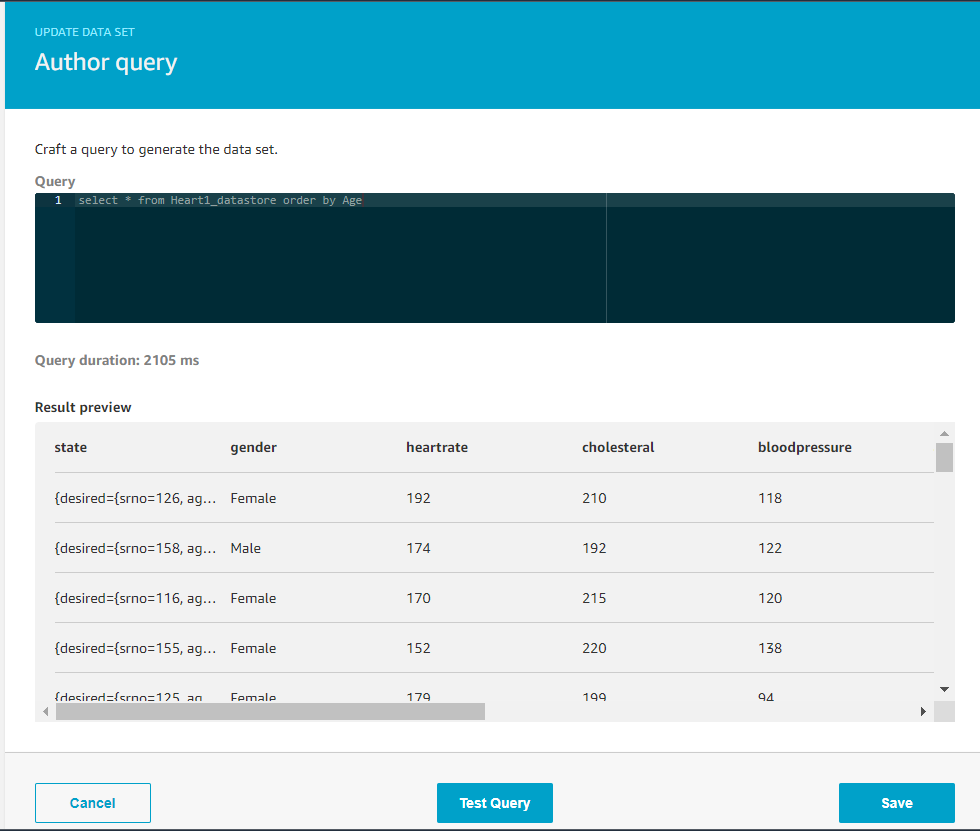 UPDATE DATA SET
Author query
Craft a query to generate the data set.
Query
1 select * from Heart1_datastore order by Age
Query duration: 2105 ms
Result preview
state gender heartrate cholesteral bloodpressure
{desired={srno=126, ag... Female 192 210 118
{desired={srno=158, ag... Male 174 192 122
{desired={srno=116, ag... Female 170 215 120
{desired={srno=155, ag... Female 152 220 138
{desired={srno=125, ag... Female 179 199 94
Cancel Test Query Save